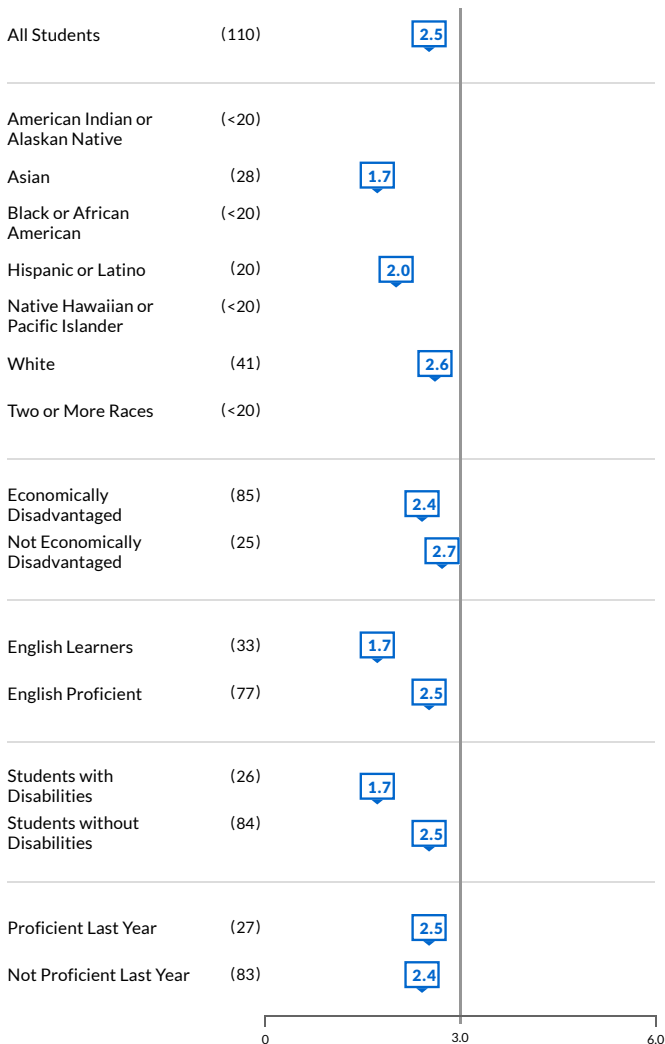 All Students (110) 2.5
American Indian or (<20)
Alaskan Native
Asian (28) 1.7
Black or African (<20)
American
Hispanic or Latino (20) 2.0
Native Hawaiian or (<20)
Pacific Islander
White (41) 2.6
Two or More Races (<20)
Economically (85) 2.4
Disadvantaged
Not Economically (25) 2.7
Disadvantaged
English Learners (33) 1.7
English Proficient (77) 2.5
Students with (26) 1.7
Disabilities
Students without (84) 2.5
Disabilities
Proficient Last Year (27) 2.5
Not Proficient Last Year (83) 2.4
0 3.0 6.0